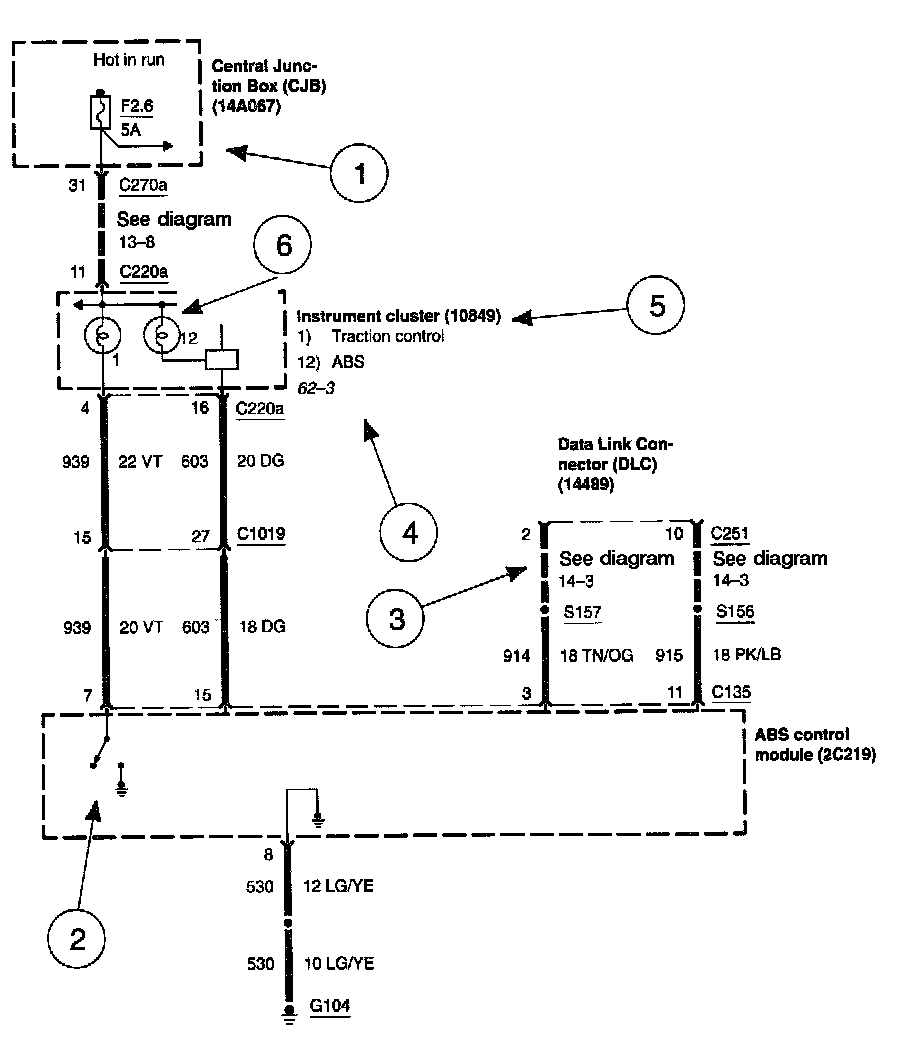 Hot in run
Central Junc-
tion Box (CJB)
(14A067)
F2.6
5A
1
31 C270a
See diagram
13–8
6
11 C220a
5
Instrument cluster (10849)
1) Traction control
12) ABS
62–3
1
12
4 16 C220a
939 22 VT 603 20 DG
Data Link Con-
nector (DLC)
(14489)
4
15 27 C1019
2 10 C251
See diagram See diagram
14–3 14–3
3
S157 S156
939 20 VT 603 18 DG
914 18 TN/OG 915 18 PK/LB
7 15 3 11 C135
ABS control
module (2C219)
2
8
530 12 LG/YE
530 10 LG/YE
G104